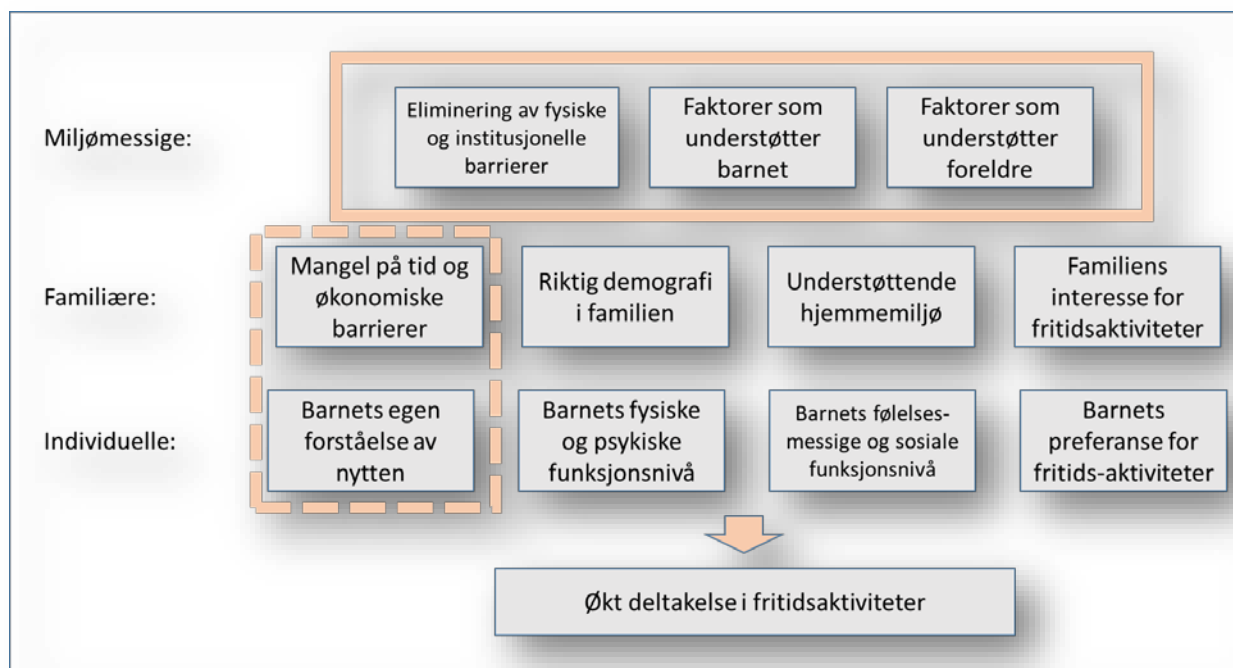 Miljømessige:
Eliminering av fysiske
og institusjonelle
barrierer
Faktorer som
understøtter
barnet
Faktorer som
understøtter
foreldre
Familiære:
Mangel på tid og
økonomiske
barrierer
Riktig demografi
i familien
Understøttende
hjemmemiljø
Familiens
interesse for
fritidsaktiviteter
Individuelle:
Barnets egen
forståelse av
nytten
Barnets fysiske
og psykiske
funksjonsnivå
Barnets følelses-
messige og sosiale
funksjonsnivå
Barnets
preferanse for
fritids-aktiviteter
Økt deltakelse i fritidsaktiviteter